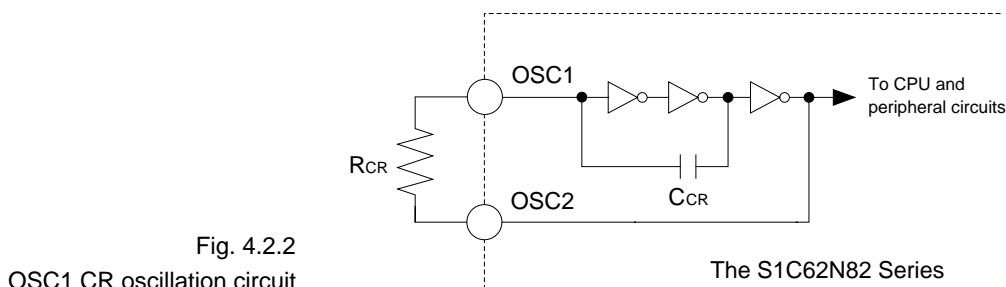 OSC1
To CPU and
peripheral circuits
RCR
CCR
OSC2
Fig. 4.2.2
OSC1 CR oscillation circuit
The S1C62N82 Series